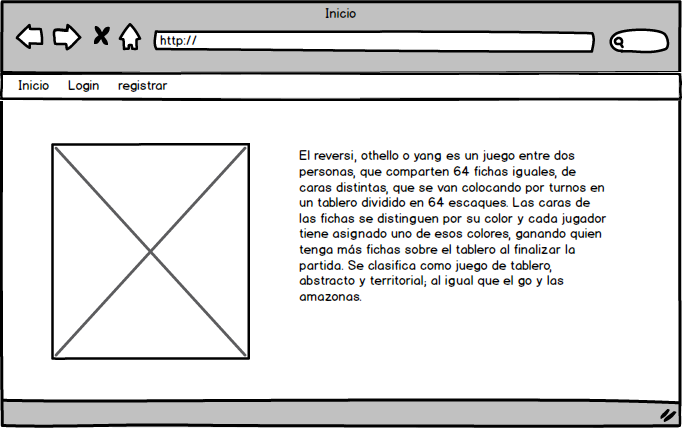 Inicio
http://
Inicio Login registrar
El reversi, othello o yang es un juego entre dos
personas, que comparten 64 fichas iguales, de
caras distintas, que se van colocando por turnos en
un tablero dividido en 64 escaques. Las caras de
las fichas se distinguen por su color y cada jugador
tiene asignado uno de esos colores, ganando quien
tenga más fichas sobre el tablero al finalizar la
partida. Se clasifica como juego de tablero,
abstracto y territorial; al igual que el go y las
amazonas.